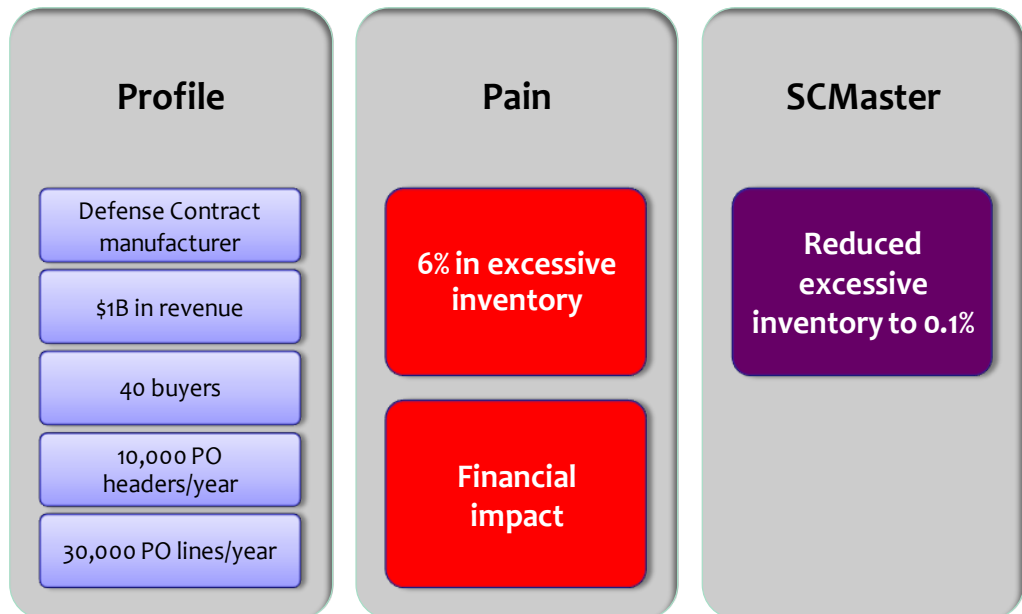 Profile
Defense Contract
manufacturer
$1B in revenue
40 buyers
10,000 PO
headers/year
30,000 PO lines/year
Pain
6% in excessive
inventory
Financial
impact
SCMaster
Reduced
excessive
inventory to 0.1%